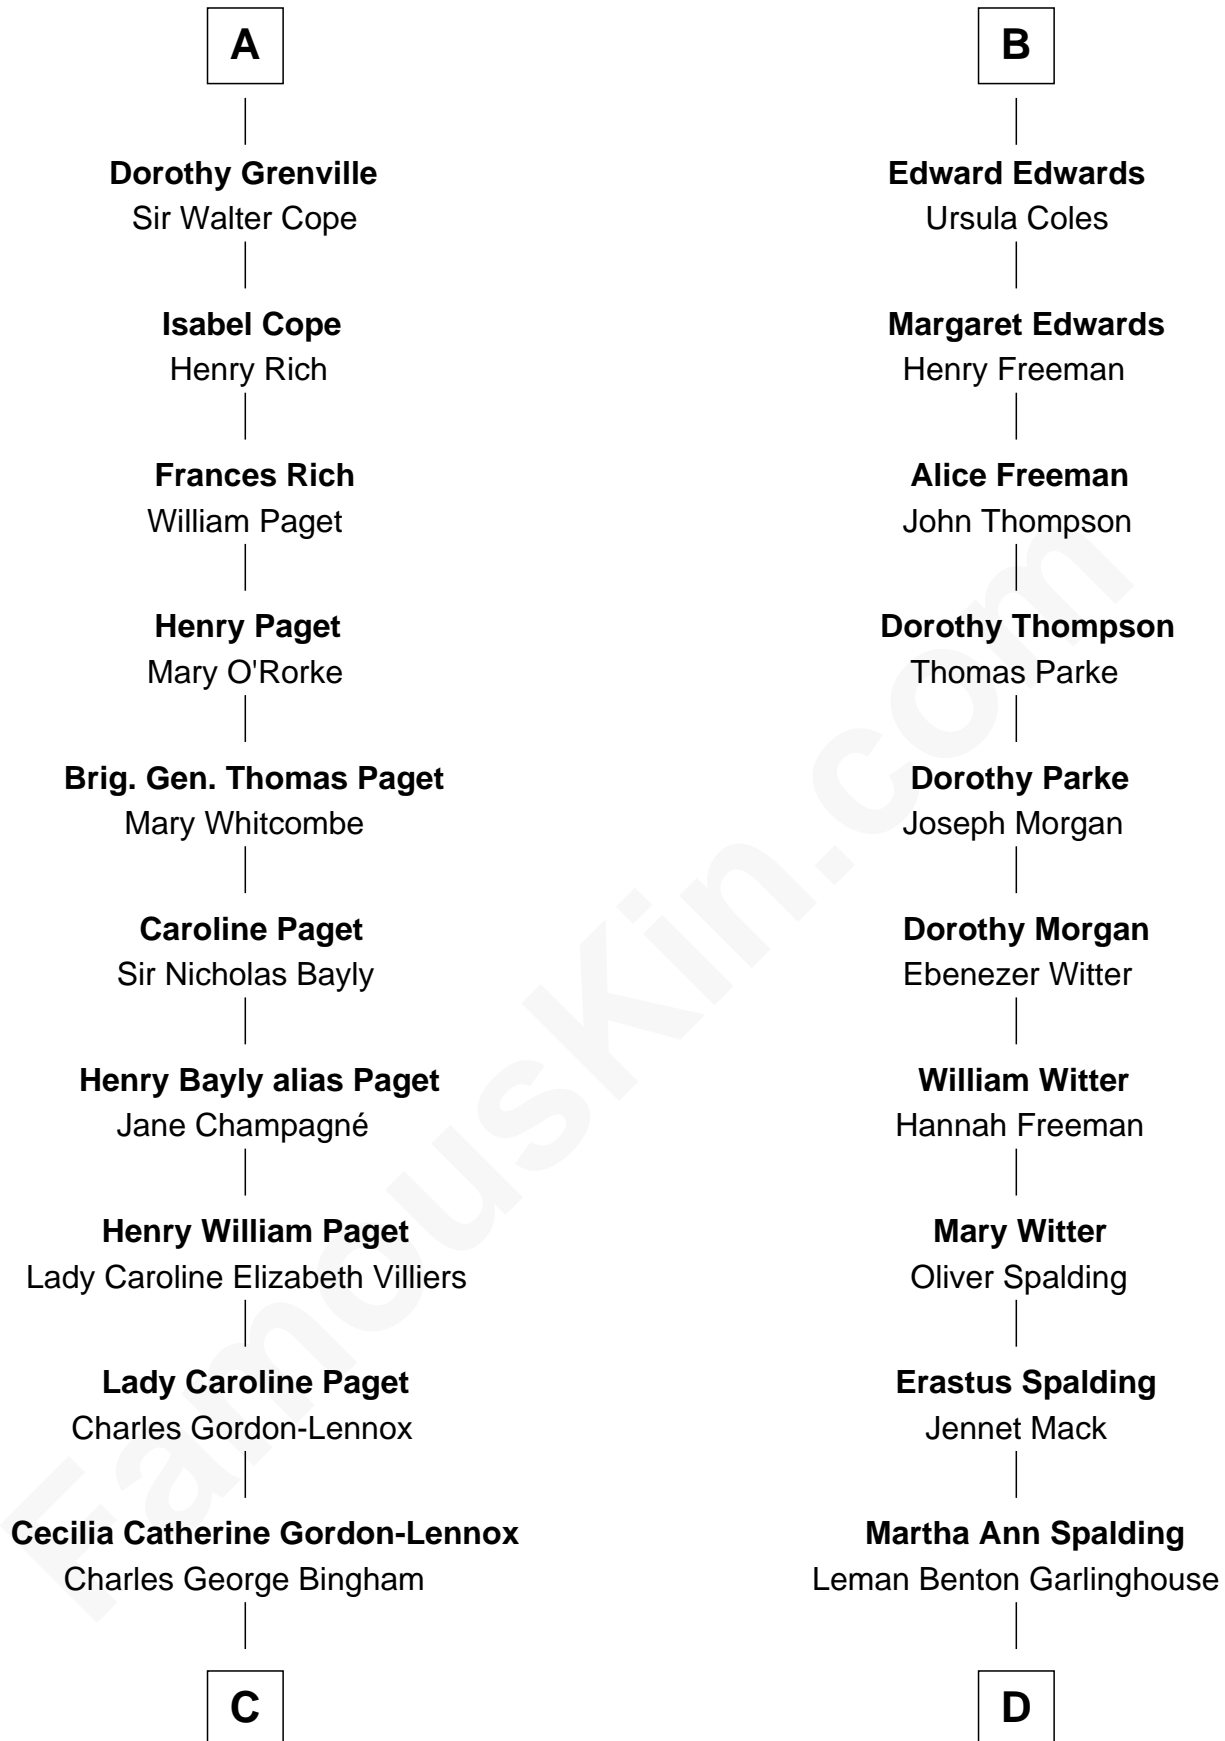 A
Dorothy Grenville
Sir Walter Cope
Isabel Cope
Henry Rich
Frances Rich
William Paget
Henry Paget
Mary O'Rorke
Brig. Gen. Thomas Paget
Mary Whitcombe
Caroline Paget
Sir Nicholas Bayly
Henry Bayly alias Paget
Jane Champagné
Henry William Paget
Lady Caroline Elizabeth Villiers
Lady Caroline Paget
Charles Gordon-Lennox
Cecilia Catherine Gordon-Lennox
Charles George Bingham
C
B
Edward Edwards
Ursula Coles
Margaret Edwards
Henry Freeman
Alice Freeman
John Thompson
Dorothy Thompson
Thomas Parke
Dorothy Parke
Joseph Morgan
Dorothy Morgan
Ebenezer Witter
William Witter
Hannah Freeman
Mary Witter
Oliver Spalding
Erastus Spalding
Jennet Mack
Martha Ann Spalding
Leman Benton Garlinghouse
D
FamousKin.com